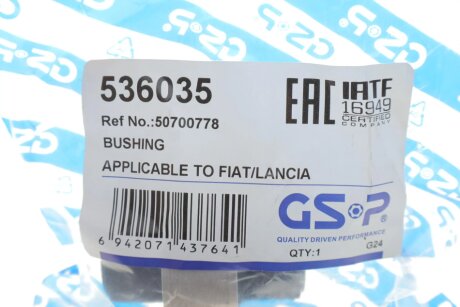 536035
Ref No.:50700778
BUSHING
APPLICABLE TO FIAT/LANCIA
EAC
IATF
16949
CERTIFIED
COMPANY
6 942071 437641
GSP
QUALITY DRIVEN PERFORMANCE
QTY:1 G24